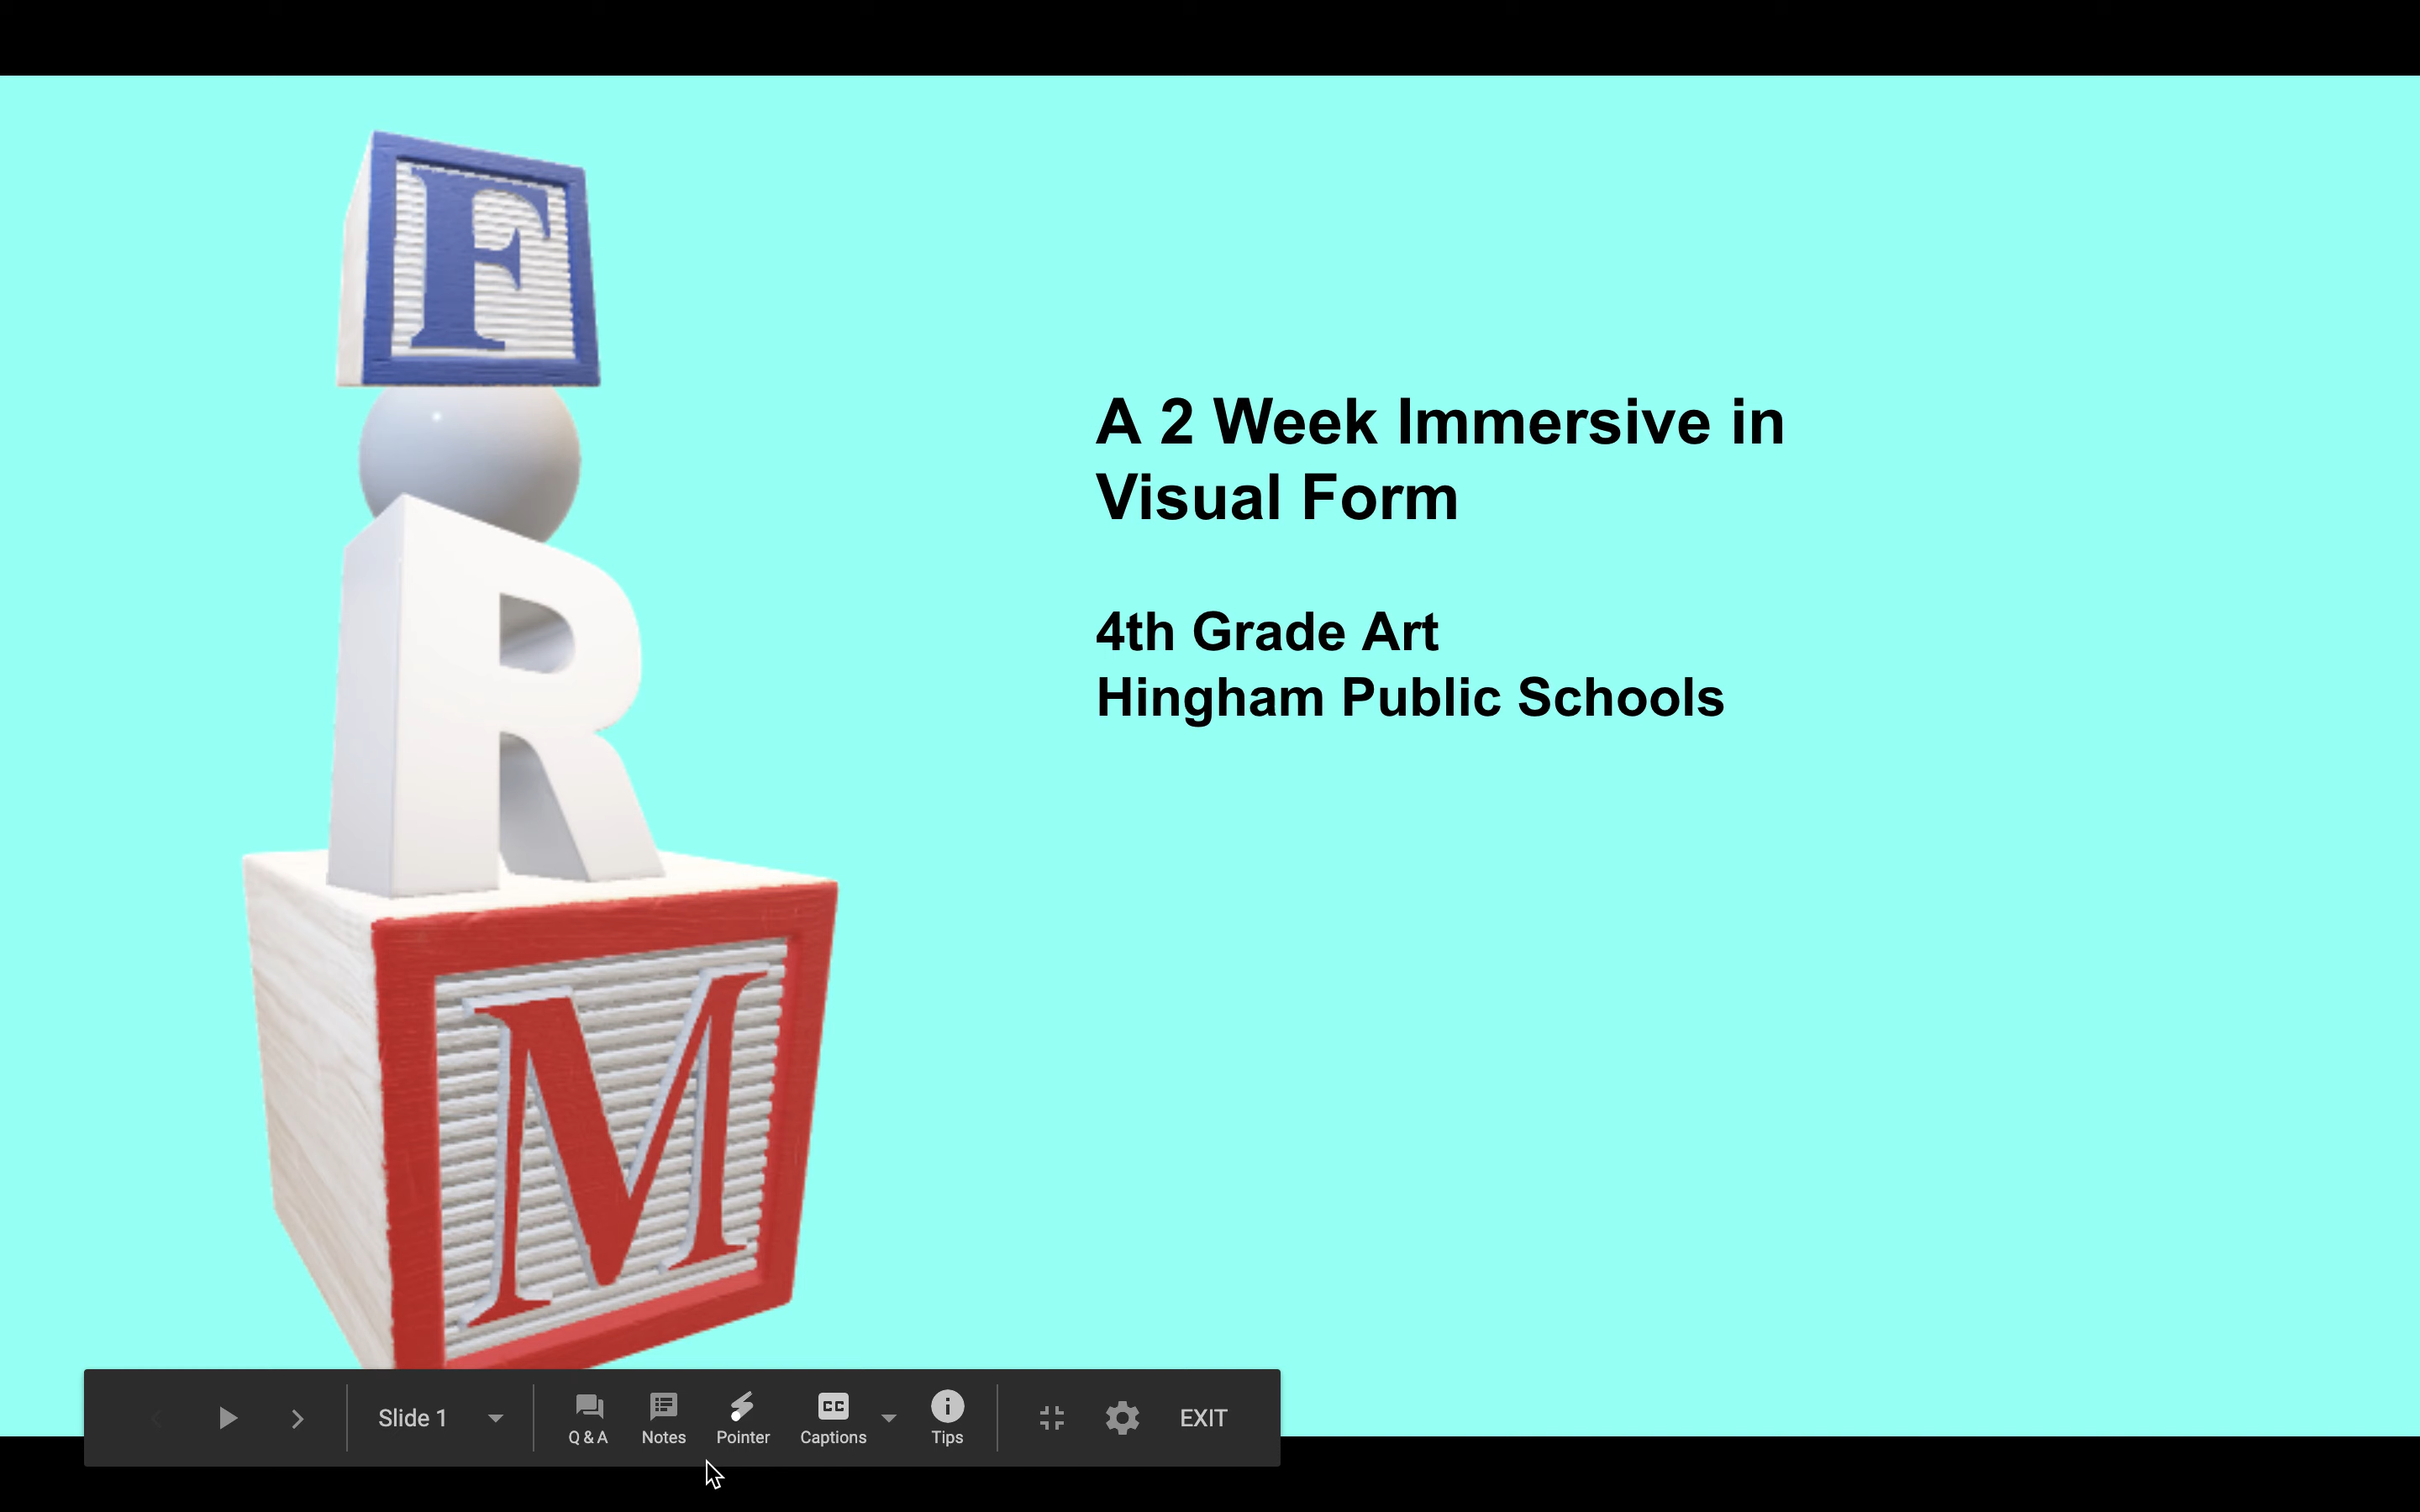 F
R
M
A 2 Week Immersive in
Visual Form
4th Grade Art
Hingham Public Schools
Slide 1
Q & A
Notes
Pointer
CC
Captions
Tips
EXIT